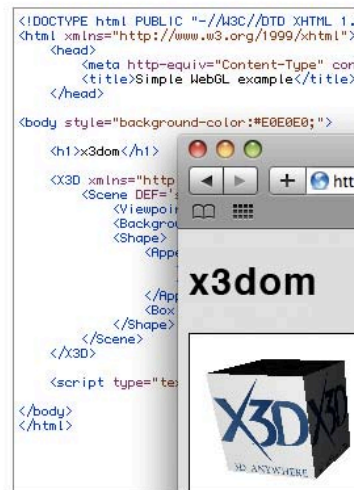 <!DOCTYPE html PUBLIC "-//W3C//DTD XHTML 1.
<html xmlns="http://www.w3.org/1999/xhtml">
<head>
<meta http-equiv="Content-Type" con
<title>Simple WebGL example</title>
</head>
<body style="background-color:#E0E0E0;">
<h1>x3dom</h1>
<X3D xmlns="http
<Scene DEF='s
<Viewpoin
<Backgrou
<Shape>
<Appe
</App
<Box
</Shape>
</Scene>
</X3D>
<script type="tex
</body>
</html>
htt
x3dom
X3D
3D ANYWHERE
X3D